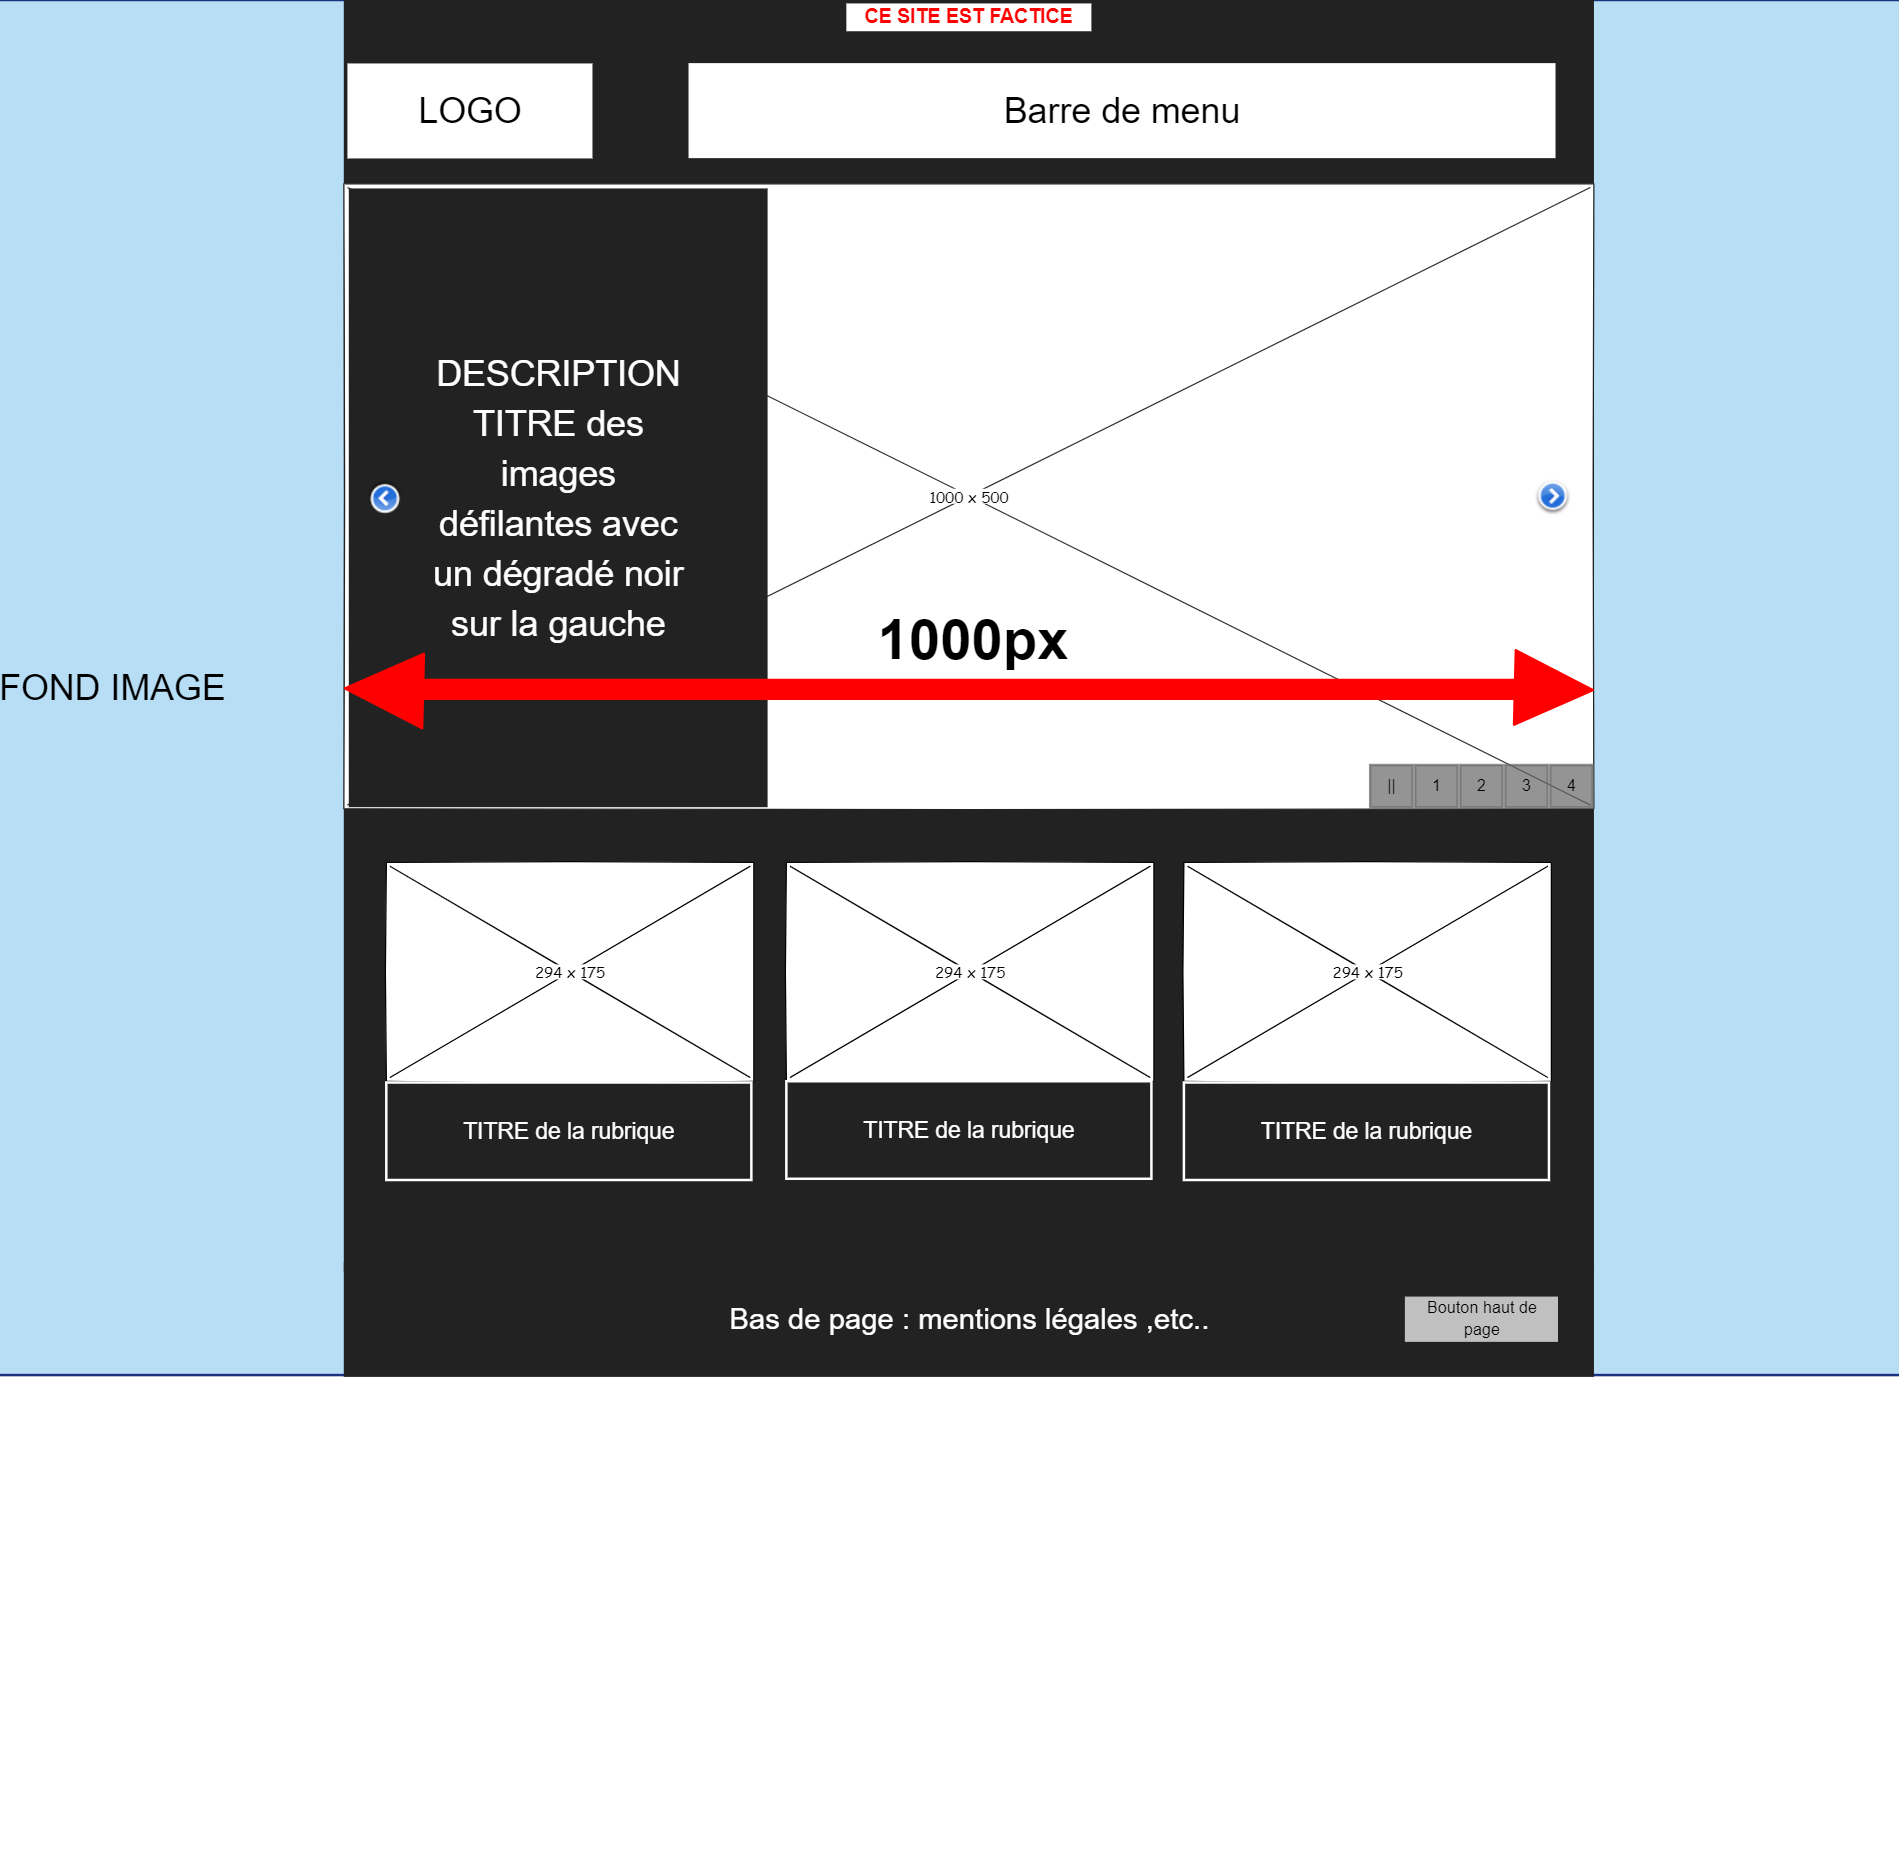 CE SITE EST FACTICE
LOGO
Barre de menu
DESCRIPTION
TITRE des
images
défilantes avec
un dégradé noir
sur la gauche
1000 x 500
1000px
FOND IMAGE
|| 1 2 3 4
294 x 175
294 x 175
294 x 175
TITRE de la rubrique
TITRE de la rubrique
TITRE de la rubrique
Bas de page : mentions légales ,etc..
Bouton haut de
page